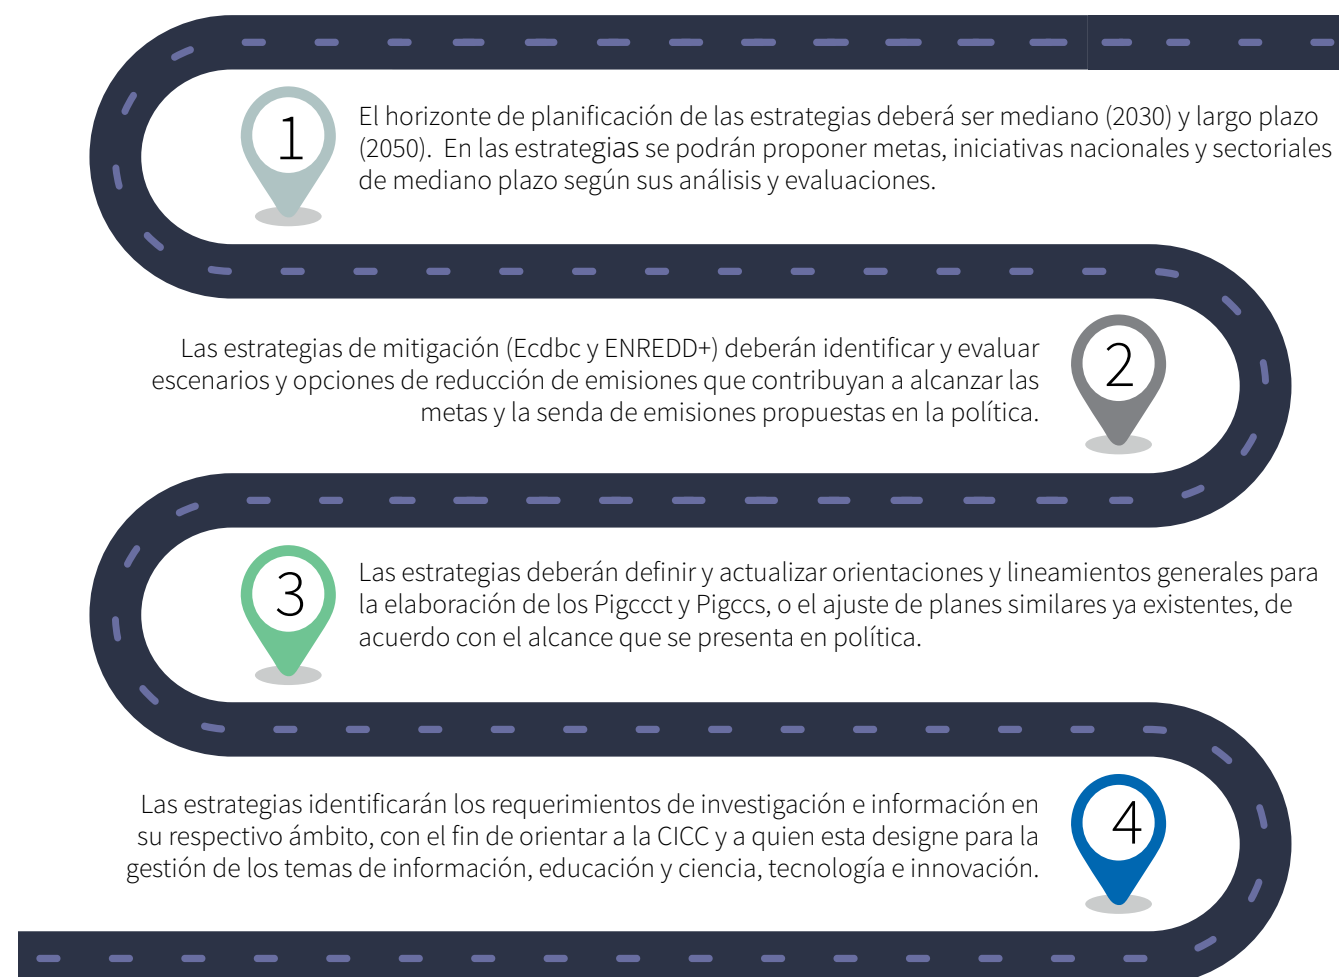 1
El horizonte de planificación de las estrategias deberá ser mediano (2030) y largo plazo
(2050). En las estrategias se podrán proponer metas, iniciativas nacionales y sectoriales
de mediano plazo según sus análisis y evaluaciones.
Las estrategias de mitigación (Ecdbc y ENREDD+) deberán identificar y evaluar
escenarios y opciones de reducción de emisiones que contribuyan a alcanzar las
metas y la senda de emisiones propuestas en la política.
2
3
Las estrategias deberán definir y actualizar orientaciones y lineamientos generales para
la elaboración de los Pigccct y Pigccs, o el ajuste de planes similares ya existentes, de
acuerdo con el alcance que se presenta en política.
Las estrategias identificarán los requerimientos de investigación e información en
su respectivo ámbito, con el fin de orientar a la CICC y a quien esta designe para la
gestión de los temas de información, educación y ciencia, tecnología e innovación.
4